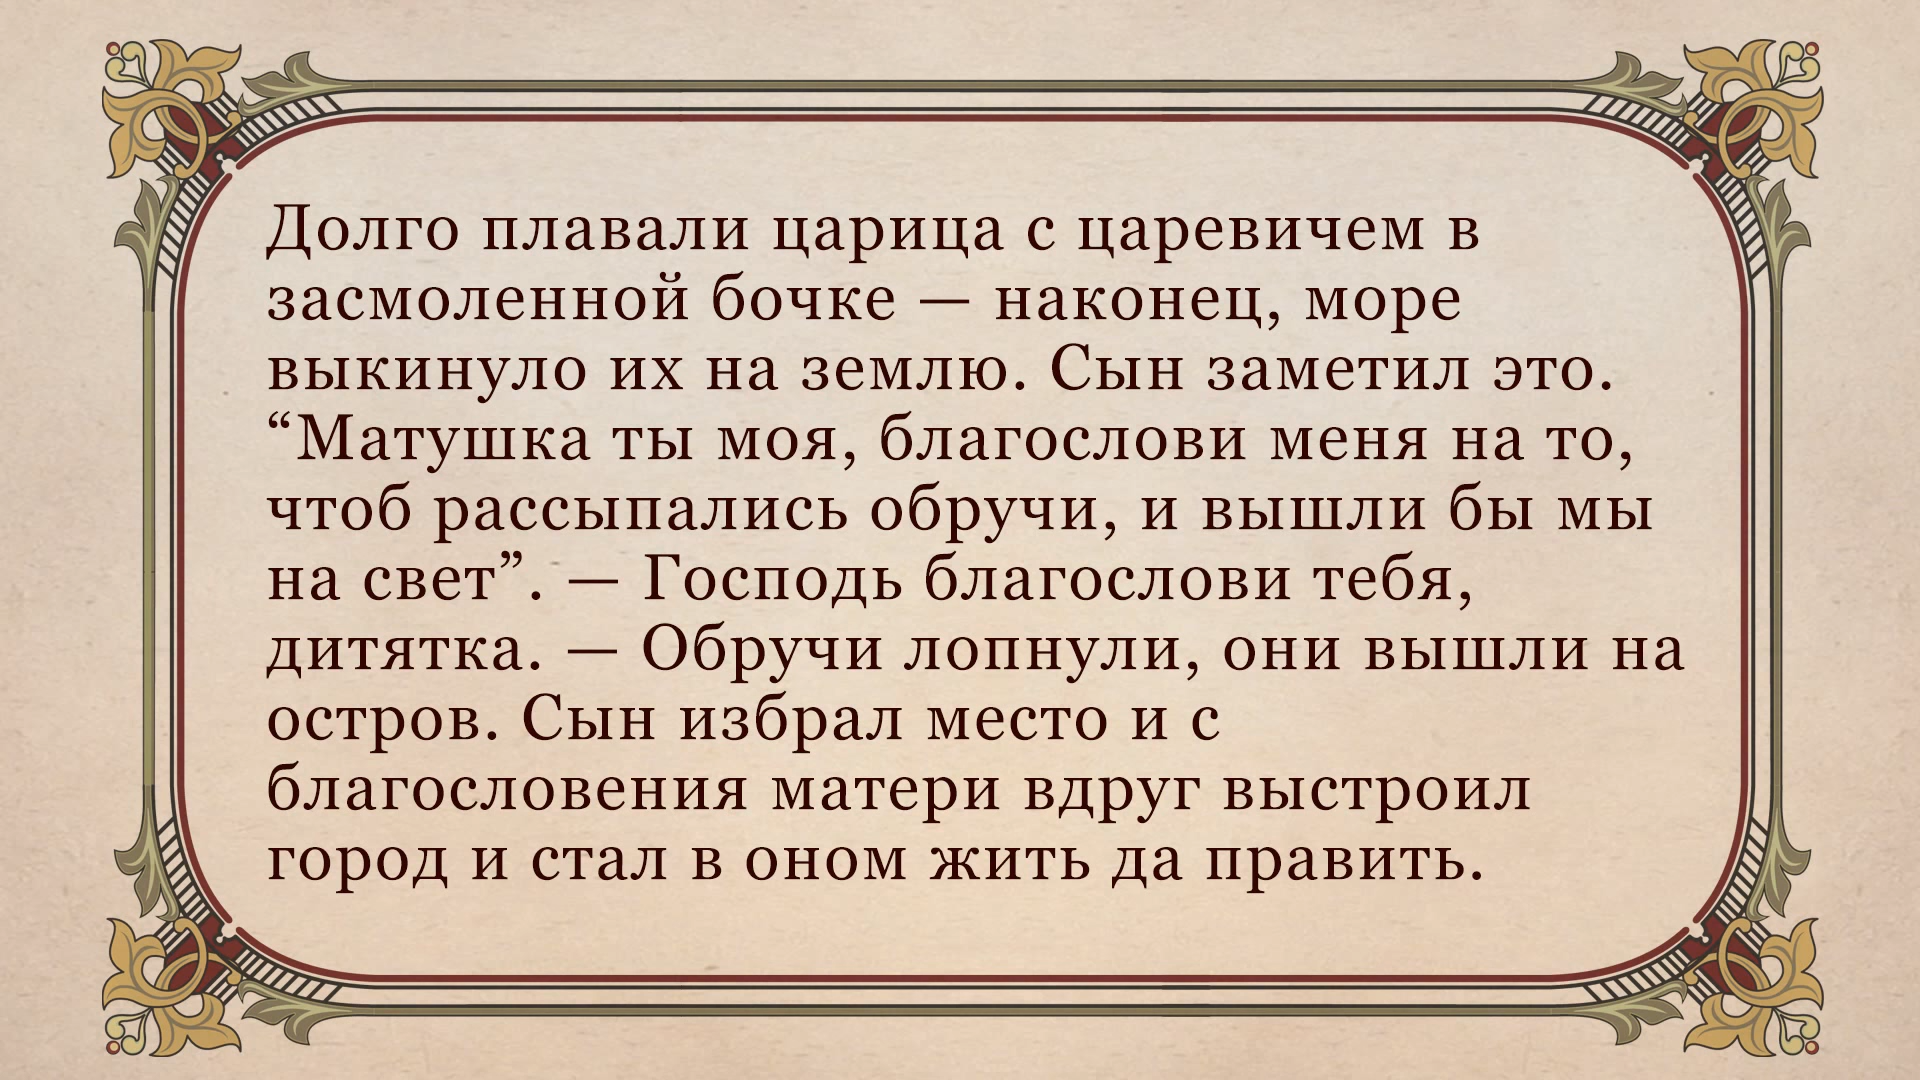 Долго плавали царица с царевичем в
засмоленной бочке — наконец, море
выкинуло их на землю. Сын заметил это.
“Матушка ты моя, благослови меня на то,
чтоб рассыпались обручи, и вышли бы мы
на свет”. — Господь благослови тебя,
дитятка. — Обручи лопнули, они вышли на
остров. Сын избрал место и с
благословения матери вдруг выстроил
город и стал в оном жить да править.